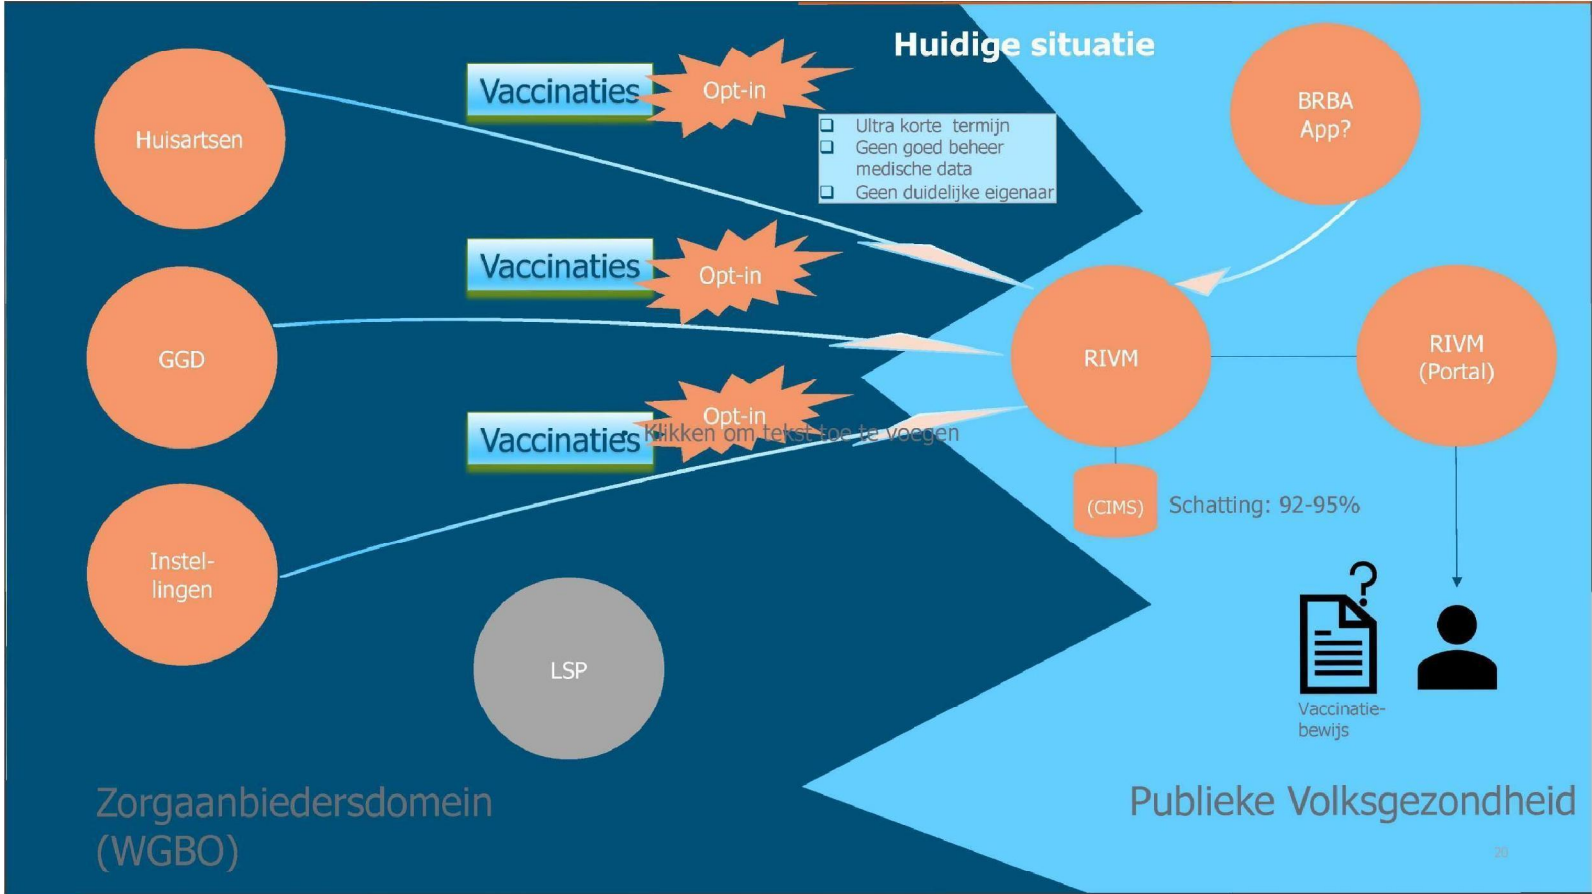 Huidige situatie
Huisartsen
Vaccinaties
Opt-in
Ultra korte termijn
Geen goed beheer
medische data
Geen duidelijke eigenaar
BRBA
App?
GGD
Vaccinaties
Opt-in
RIVM
RIVM
(Portal)
Instel-
lingen
Vaccinaties
Opt-in
Klikken om tekst toe te voegen
(CIMS)
Schatting: 92-95%
LSP
?
Vaccinatie-
bewijs
Zorgaanbiedersdomein
(WGBO)
Publieke Volksgezondheid
20